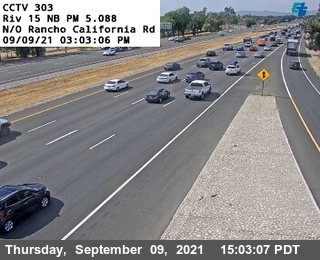 CCTV 303
Riv 15 NB PM 5.088
N/O Rancho California Rd
09/09/21 03:03:06 PM
Thursday, September 09, 2021 15:03:07 PDT